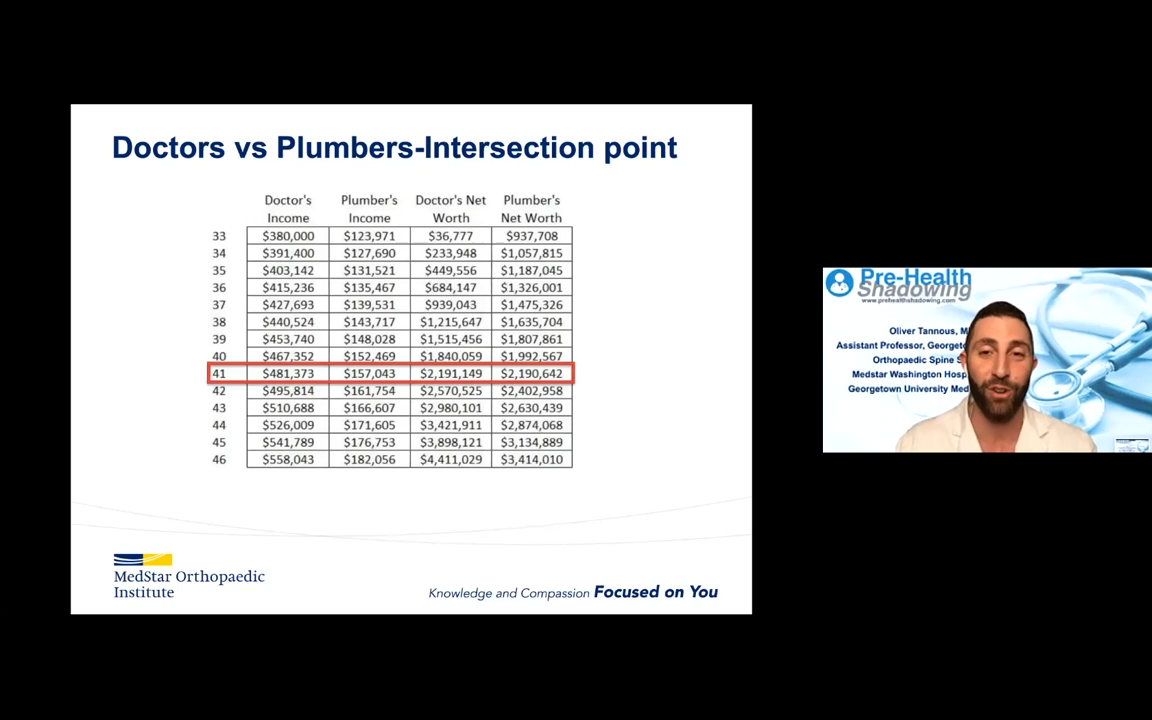 Doctors vs Plumbers-Intersection point
Doctor's Income Plumber's Income Doctor's Net Worth Plumber's Net Worth
33 $380,000 $123,971 $36,777 $937,708
34 $391,400 $127,690 $233,948 $1,057,815
35 $403,142 $131,521 $449,556 $1,187,045
36 $415,236 $135,467 $684,147 $1,326,001
37 $427,693 $139,531 $939,043 $1,475,326
38 $440,524 $143,717 $1,215,647 $1,635,704
39 $453,740 $148,028 $1,515,456 $1,807,861
40 $467,352 $152,469 $1,840,059 $1,992,567
41 $481,373 $157,043 $2,191,149 $2,190,642
42 $495,814 $161,754 $2,570,525 $2,402,958
43 $510,688 $166,607 $2,980,101 $2,630,439
44 $526,009 $171,605 $3,421,911 $2,874,068
45 $541,789 $176,753 $3,898,121 $3,134,889
46 $558,043 $182,056 $4,411,029 $3,414,010
MedStar Orthopaedic
Institute
Knowledge and Compassion Focused on You
Pre-Health
Shadowing
www.prehealthshadowing.com
Oliver Tannous, M
Assistant Professor, Georgeto
Orthopaedic Spine S
Medstar Washington Hosp
Georgetown University Med